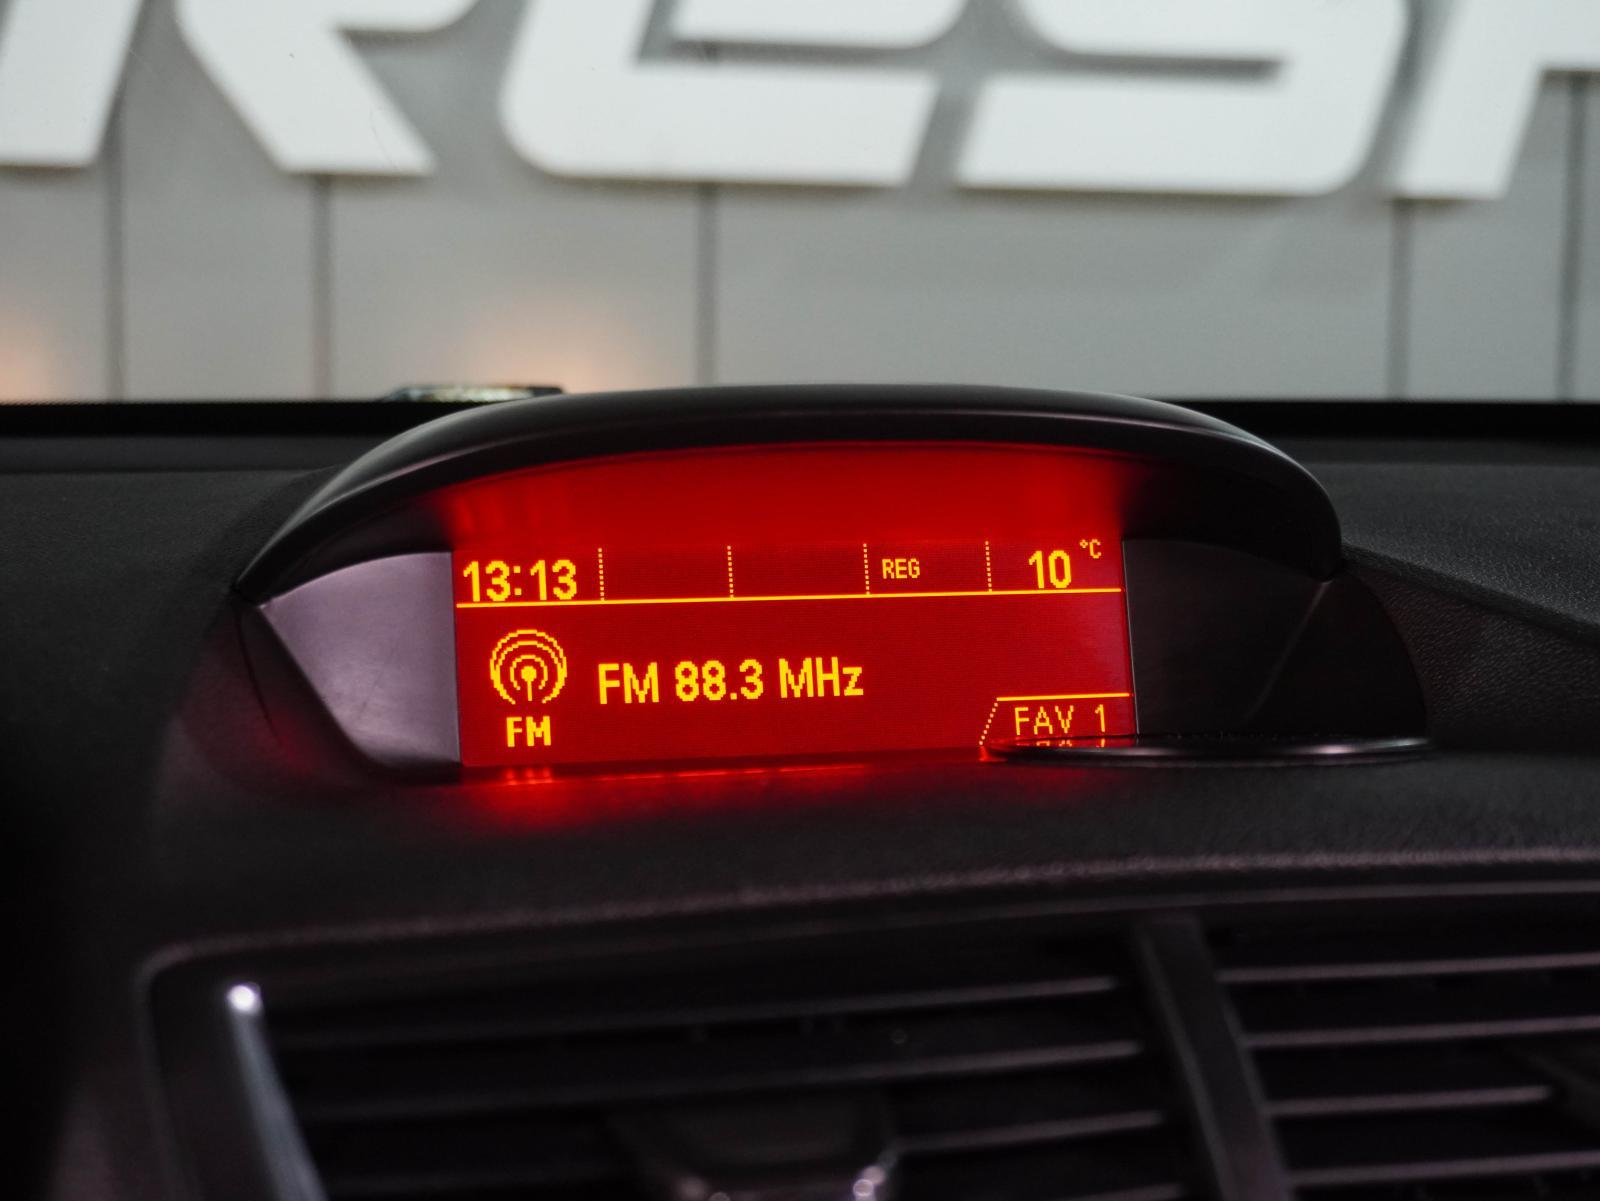 13:13 REG 10 °C
FM 88.3 MHz
FM
FAV 1